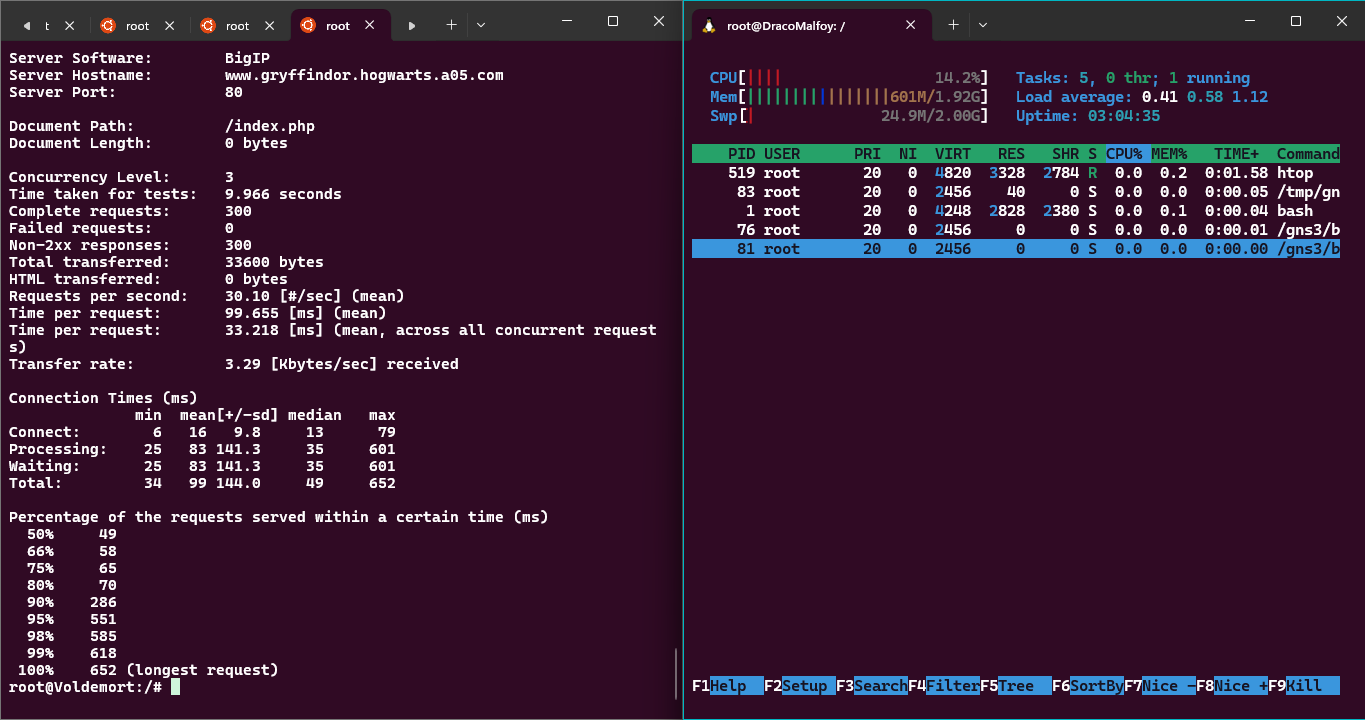 t root root root
Server Software: BigIP
Server Hostname: www.gryffindor.hogwarts.a05.com
Server Port: 80
Document Path: /index.php
Document Length: 0 bytes
Concurrency Level: 3
Time taken for tests: 9.966 seconds
Complete requests: 300
Failed requests: 0
Non-2xx responses: 300
Total transferred: 33600 bytes
HTML transferred: 0 bytes
Requests per second: 30.10 [#/sec] (mean)
Time per request: 99.655 [ms] (mean)
Time per request: 33.218 [ms] (mean, across all concurrent request
s)
Transfer rate: 3.29 [Kbytes/sec] received
Connection Times (ms)
min mean[+/-sd] median max
Connect: 6 16 9.8 13 79
Processing: 25 83 141.3 35 601
Waiting: 25 83 141.3 35 601
Total: 34 99 144.0 49 652
Percentage of the requests served within a certain time (ms)
50% 49
66% 58
75% 65
80% 70
90% 286
95% 551
98% 585
99% 618
100% 652 (longest request)
root@Voldemort:/#
root@DracoMalfoy: /
CPU[|||| 14.2%] Tasks: 5, 0 thr; 1 running
Mem[||||||||||||||||601M/1.92G] Load average: 0.41 0.58 1.12
Swp[| 24.9M/2.00G] Uptime: 03:04:35
PID USER PRI NI VIRT RES SHR S CPU% MEM% TIME+ Command
519 root 20 0 4820 3328 2784 R 0.0 0.2 0:01.58 htop
83 root 20 0 2456 40 0 S 0.0 0.0 0:00.05 /tmp/gn
1 root 20 0 4248 2828 2380 S 0.0 0.1 0:00.04 bash
76 root 20 0 2456 0 0 S 0.0 0.0 0:00.01 /gns3/b
81 root 20 0 2456 0 0 S 0.0 0.0 0:00.00 /gns3/b
F1Help F2Setup F3SearchF4FilterF5Tree F6SortByF7Nice -F8Nice +F9Kill